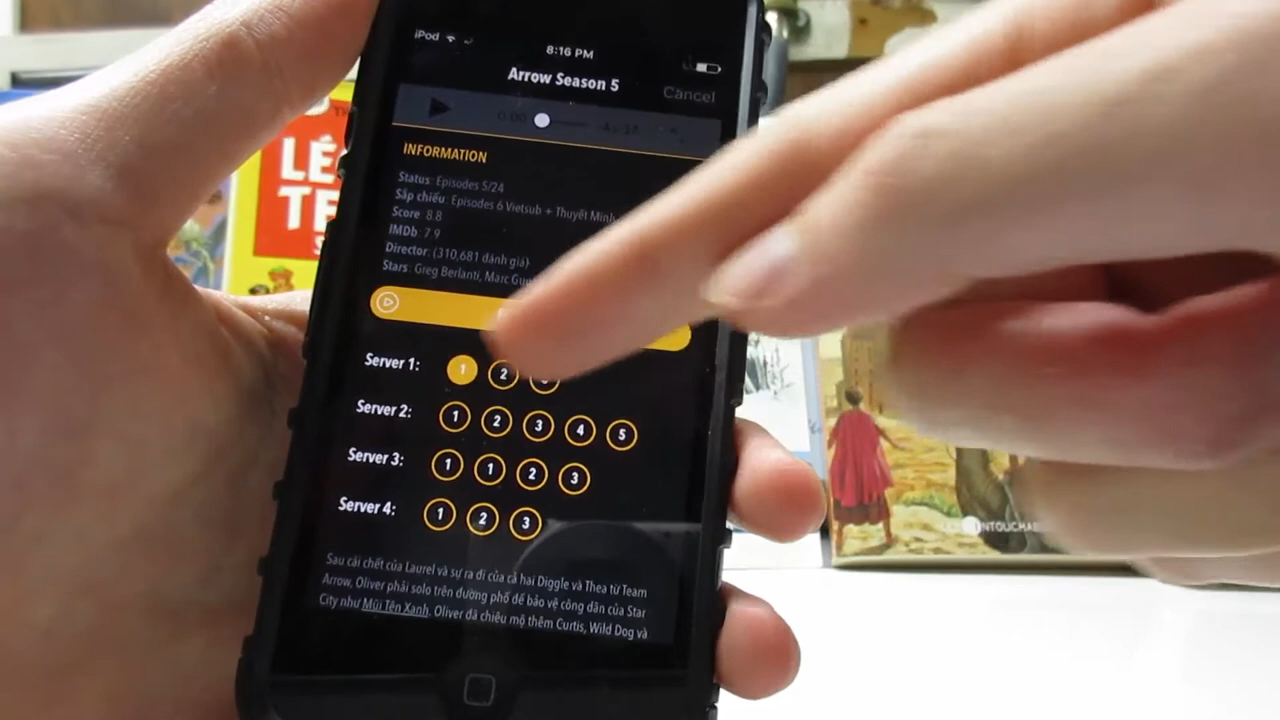 iPod
8:16 PM
Arrow Season 5
Cancel
0:00
INFORMATION
Status: Episodes 5/24
Sắp chiếu: Episodes 6 Vietsub + Thuyết Minh
Score: 8.8
IMDb: 7.9
Director: (310,681 đánh giá)
Stars: Greg Berlanti, Marc
Server 1: 1 2
Server 2: 1 2 3 4 5
Server 3: 1 1 2 3
Server 4: 1 2 3
Sau cái chết của Laurel và sự ra đi của cả hai Diggle và Thea từ Team
Arrow, Oliver phải solo trên đường phố để bảo vệ công dân của Star
City như Mũi Tên Xanh. Oliver đã chiêu mộ thêm Curtis, Wild Dog và
LÉ
TE